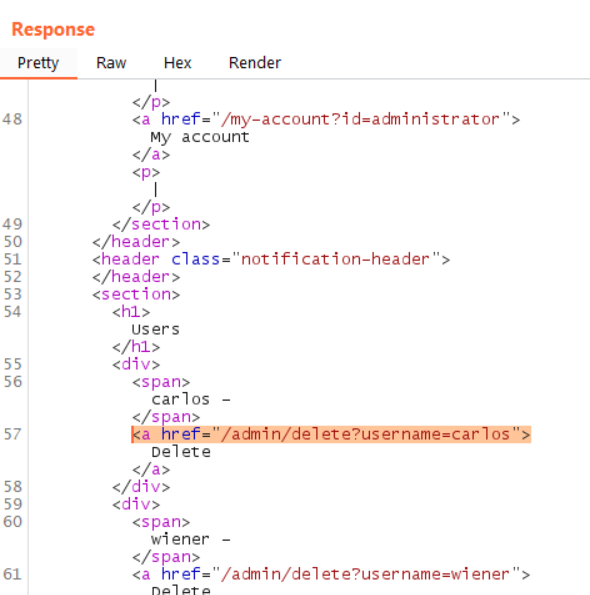 Response
Pretty Raw Hex Render
|
</p>
48 <a href="/my-account?id=administrator">
My account
</a>
<p>
|
</p>
49 </section>
50 </header>
51 <header class="notification-header">
52 </header>
53 <section>
54 <h1>
Users
</h1>
55 <div>
56 <span>
carlos -
</span>
57 <a href="/admin/delete?username=carlos">
Delete
</a>
58 </div>
59 <div>
60 <span>
wiener -
</span>
61 <a href="/admin/delete?username=wiener">
Delete